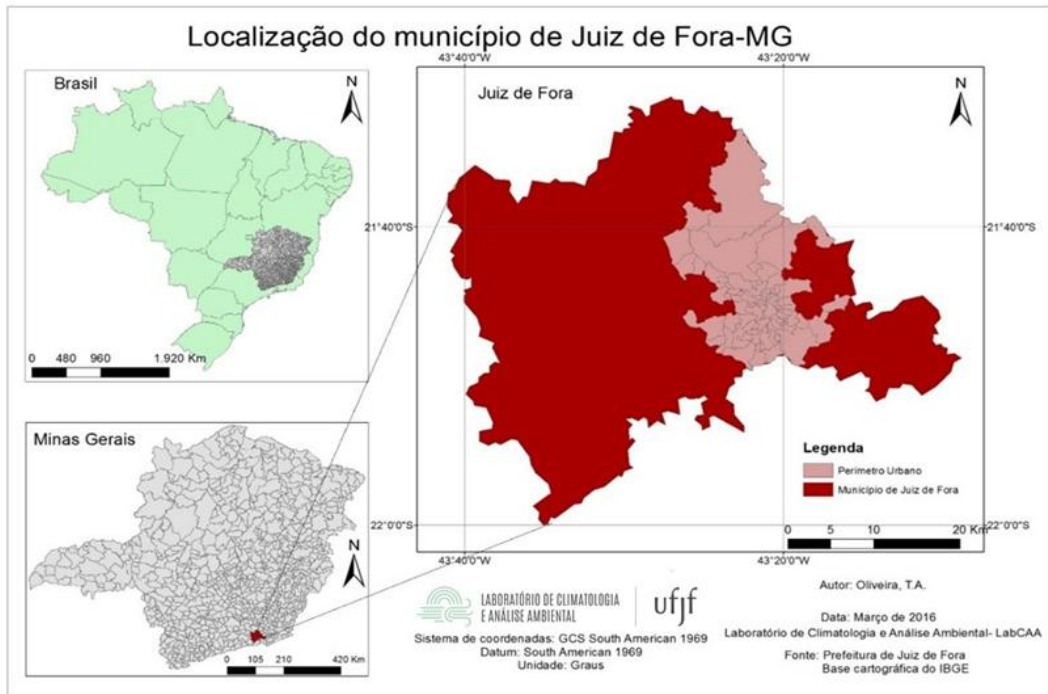 Localização do município de Juiz de Fora-MG
Brasil
N
0 480 960 1.920 Km
Minas Gerais
N
0 105 210 420 Km
43°40'0"W 43°20'0"W
Juiz de Fora
N
21°40'0"S 21°40'0"S
Legenda
Perimetro Urbano
Município de Juiz de Fora
22°0'0"S 22°0'0"S
0 5 10 20 Km
43°40'0"W 43°20'0"W
LABORATÓRIO DE CLIMATOLOGIA
E ANÁLISE AMBIENTAL
ufjf
Sistema de coordenadas: GCS South American 1969
Datum: South American 1969
Unidade: Graus
Autor: Oliveira, T.A.
Data: Março de 2016
Laboratório de Climatologia e Análise Ambiental- LabCAA
Fonte: Prefeitura de Juiz de Fora
Base cartográfica do IBGE